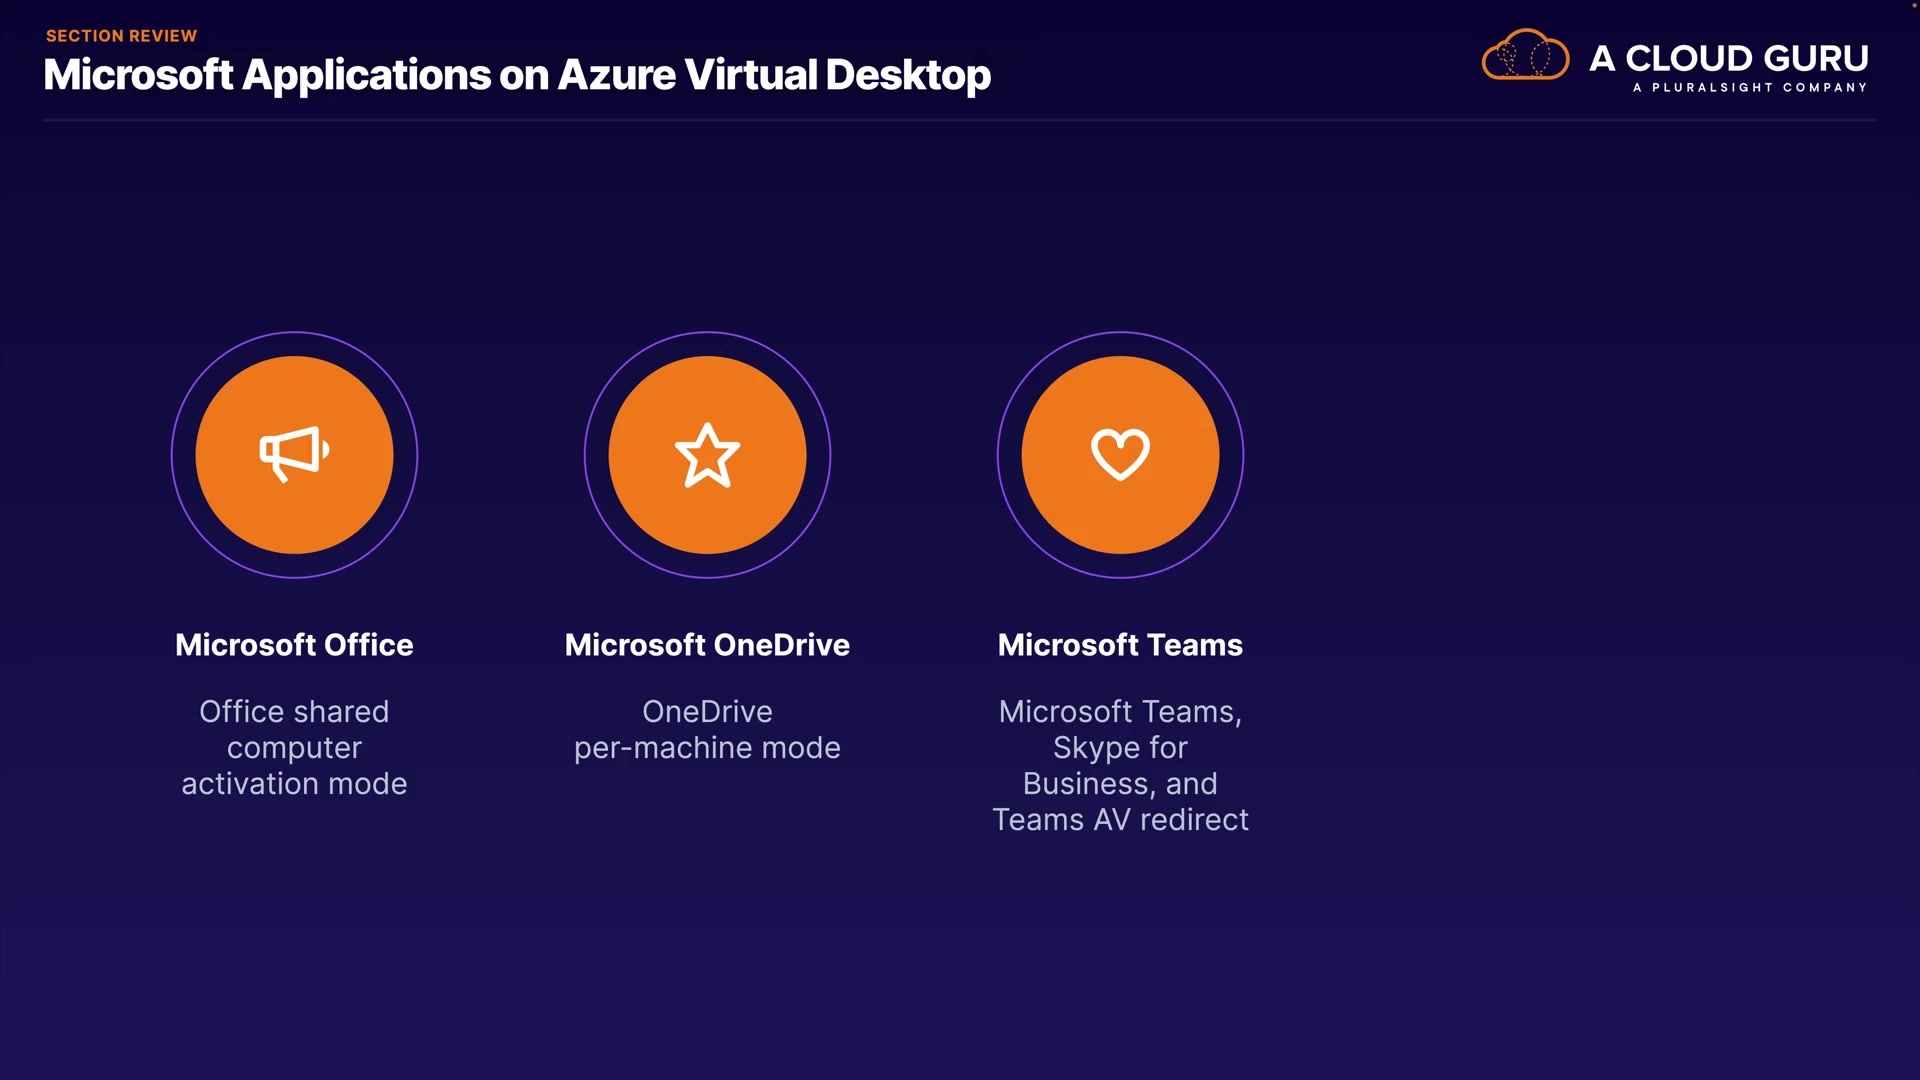 SECTION REVIEW
Microsoft Applications on Azure Virtual Desktop
A CLOUD GURU
A PLURALSIGHT COMPANY
Microsoft Office
Office shared
computer
activation mode
Microsoft OneDrive
OneDrive
per-machine mode
Microsoft Teams
Microsoft Teams,
Skype for
Business, and
Teams AV redirect